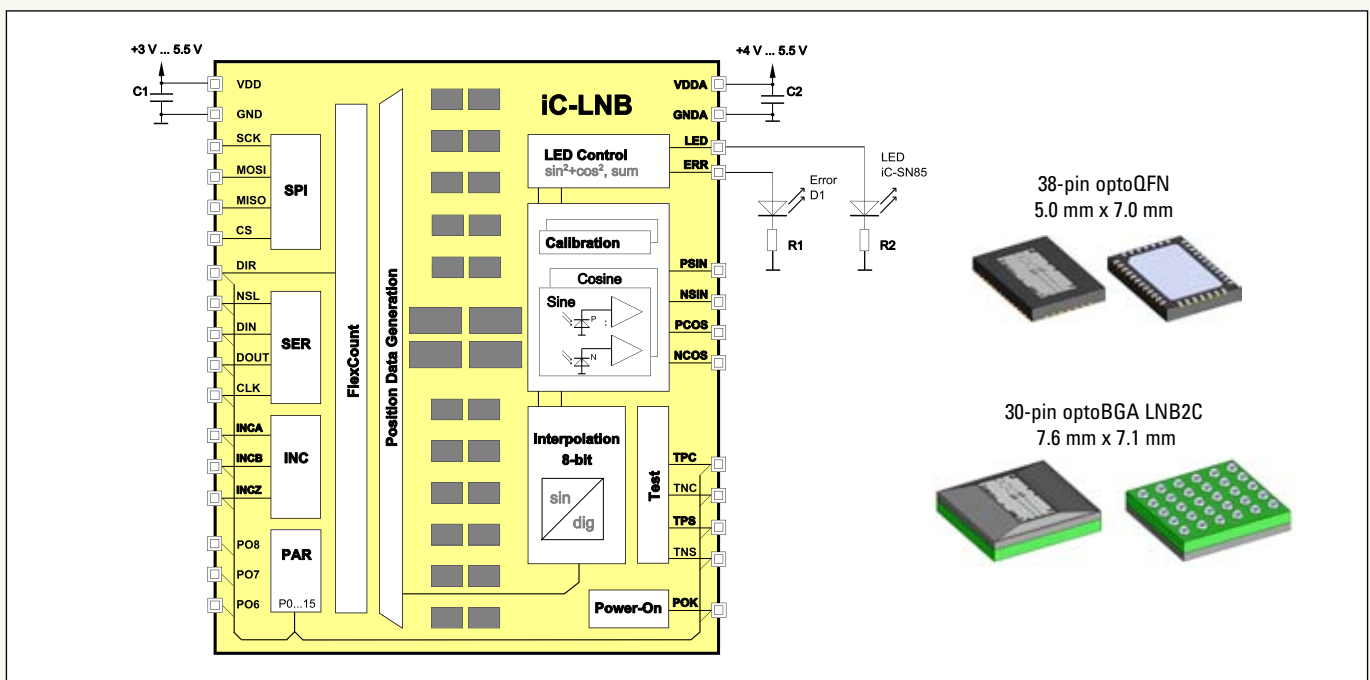 +3 V ... 5.5 V
C1
VDD
GND
SCK
MOSI
MISO
CS
SPI
DIR
NSL
DIN
DOUT
CLK
SER
INCA
INCB
INCZ
INC
PO8
PO7
PO6
PAR
P0...15
FlexCount
Position Data Generation
iC-LNB
LED Control
sin²+cos², sum
Calibration
Cosine
Sine
P
:
N
Interpolation
8-bit
sin
dig
Test
Power-On
+4 V ... 5.5 V
VDDA
C2
GNDA
LED
ERR
PSIN
NSIN
PCOS
NCOS
TPC
TNC
TPS
TNS
POK
Error
D1
LED
iC-SN85
R1
R2
38-pin optoQFN
5.0 mm x 7.0 mm
30-pin optoBGA LNB2C
7.6 mm x 7.1 mm